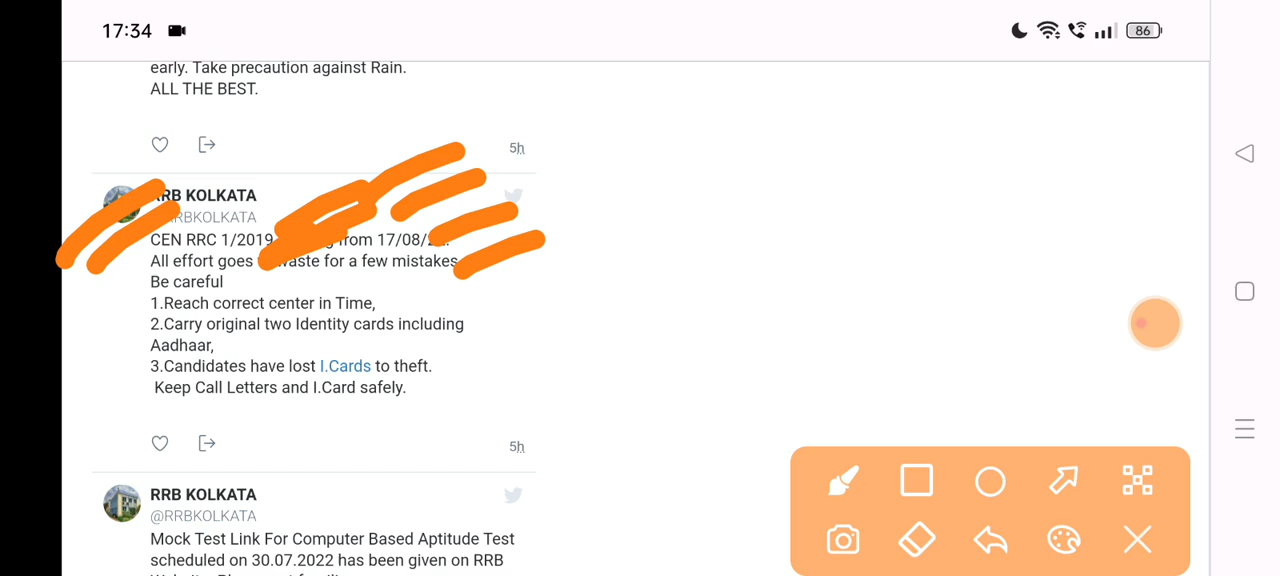 17:34
86
early. Take precaution against Rain.
ALL THE BEST.
5h
RRB KOLKATA
@RRBKOLKATA
CEN RRC 1/2019 from 17/08/
All effort goes waste for a few mistakes
Be careful
1.Reach correct center in Time,
2.Carry original two Identity cards including
Aadhaar,
3.Candidates have lost I.Cards to theft.
Keep Call Letters and I.Card safely.
5h
RRB KOLKATA
@RRBKOLKATA
Mock Test Link For Computer Based Aptitude Test
scheduled on 30.07.2022 has been given on RRB